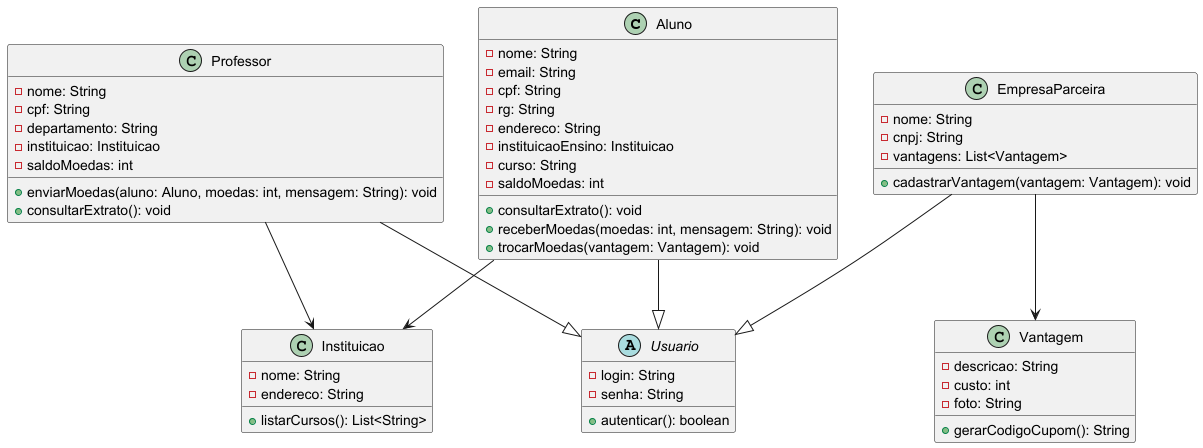 C Professor
nome: String
cpf: String
departamento: String
instituicao: Instituicao
saldoMoedas: int
enviarMoedas(aluno: Aluno, moedas: int, mensagem: String): void
consultarExtrato(): void
C Aluno
nome: String
email: String
cpf: String
rg: String
endereco: String
instituicaoEnsino: Instituicao
curso: String
saldoMoedas: int
consultarExtrato(): void
receberMoedas(moedas: int, mensagem: String): void
trocarMoedas(vantagem: Vantagem): void
C EmpresaParceira
nome: String
cnpj: String
vantagens: List<Vantagem>
cadastrarVantagem(vantagem: Vantagem): void
C Instituicao
nome: String
endereco: String
listarCursos(): List<String>
A Usuario
login: String
senha: String
autenticar(): boolean
C Vantagem
descricao: String
custo: int
foto: String
gerarCodigoCupom(): String